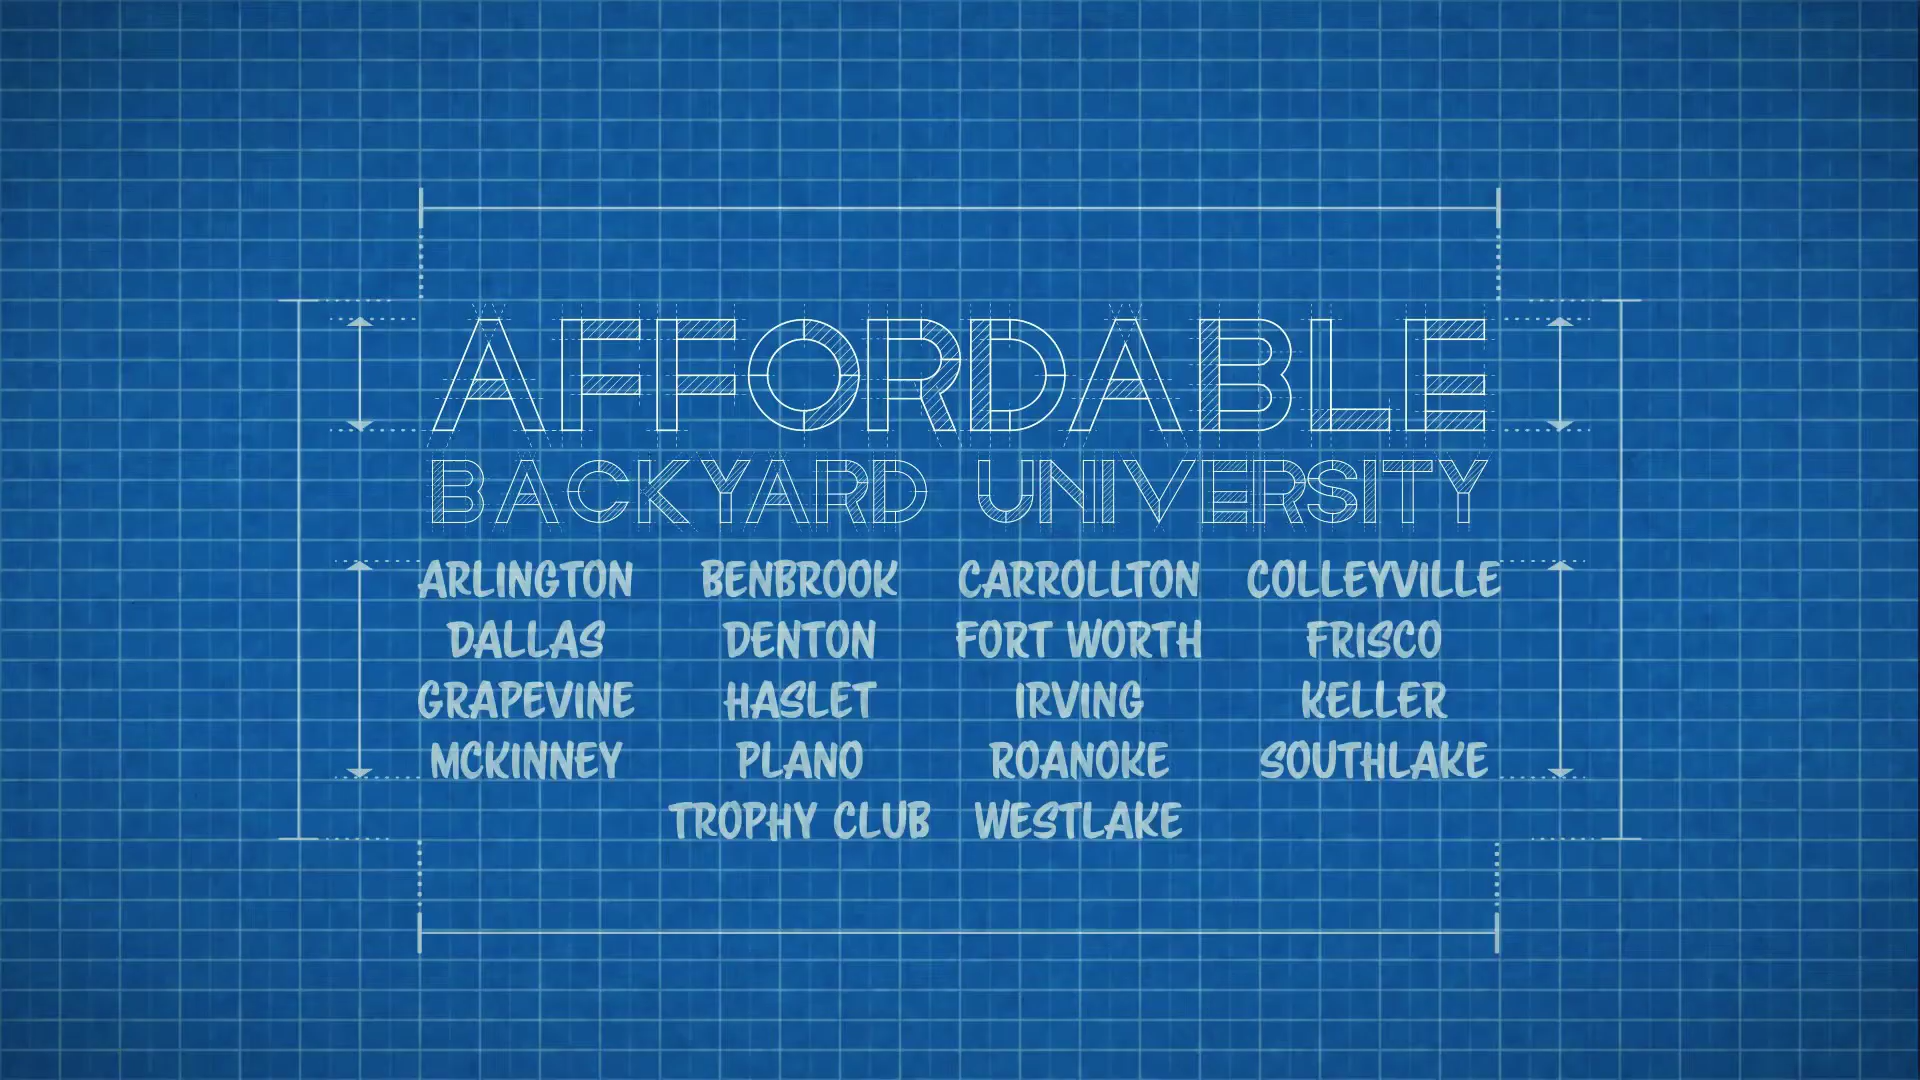 AFFORDABLE
BACKYARD UNIVERSITY
ARLINGTON BENBROOK CARROLLTON COLLEYVILLE
DALLAS DENTON FORT WORTH FRISCO
GRAPEVINE HASLET IRVING KELLER
MCKINNEY PLANO ROANOKE SOUTHLAKE
TROPHY CLUB WESTLAKE